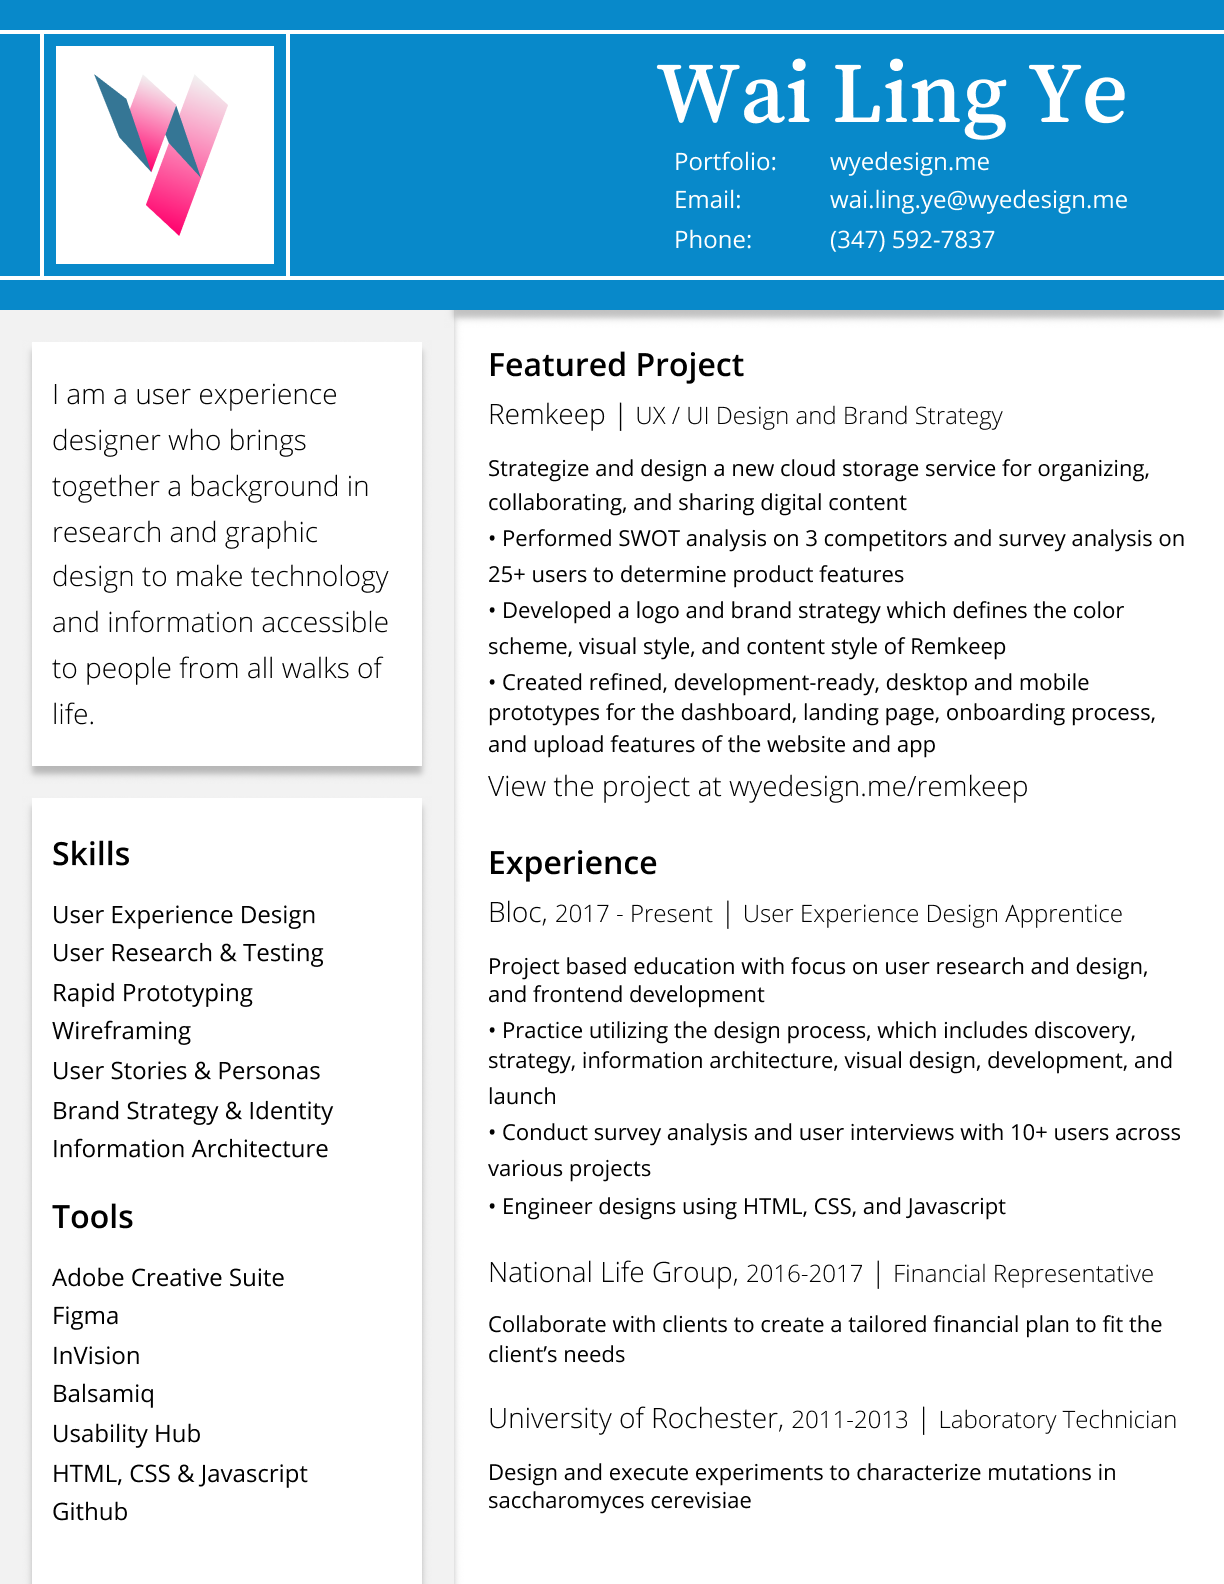 Wai Ling Ye
Portfolio: wyedesign.me
Email: wai.ling.ye@wyedesign.me
Phone: (347) 592-7837
I am a user experience
designer who brings
together a background in
research and graphic
design to make technology
and information accessible
to people from all walks of
life.
Skills
User Experience Design
User Research & Testing
Rapid Prototyping
Wireframing
User Stories & Personas
Brand Strategy & Identity
Information Architecture
Tools
Adobe Creative Suite
Figma
InVision
Balsamiq
Usability Hub
HTML, CSS & Javascript
Github
Featured Project
Remkeep | UX / UI Design and Brand Strategy
Strategize and design a new cloud storage service for organizing,
collaborating, and sharing digital content
• Performed SWOT analysis on 3 competitors and survey analysis on
25+ users to determine product features
• Developed a logo and brand strategy which defines the color
scheme, visual style, and content style of Remkeep
• Created refined, development-ready, desktop and mobile
prototypes for the dashboard, landing page, onboarding process,
and upload features of the website and app
View the project at wyedesign.me/remkeep
Experience
Bloc, 2017 - Present | User Experience Design Apprentice
Project based education with focus on user research and design,
and frontend development
• Practice utilizing the design process, which includes discovery,
strategy, information architecture, visual design, development, and
launch
• Conduct survey analysis and user interviews with 10+ users across
various projects
• Engineer designs using HTML, CSS, and Javascript
National Life Group, 2016-2017 | Financial Representative
Collaborate with clients to create a tailored financial plan to fit the
client’s needs
University of Rochester, 2011-2013 | Laboratory Technician
Design and execute experiments to characterize mutations in
saccharomyces cerevisiae